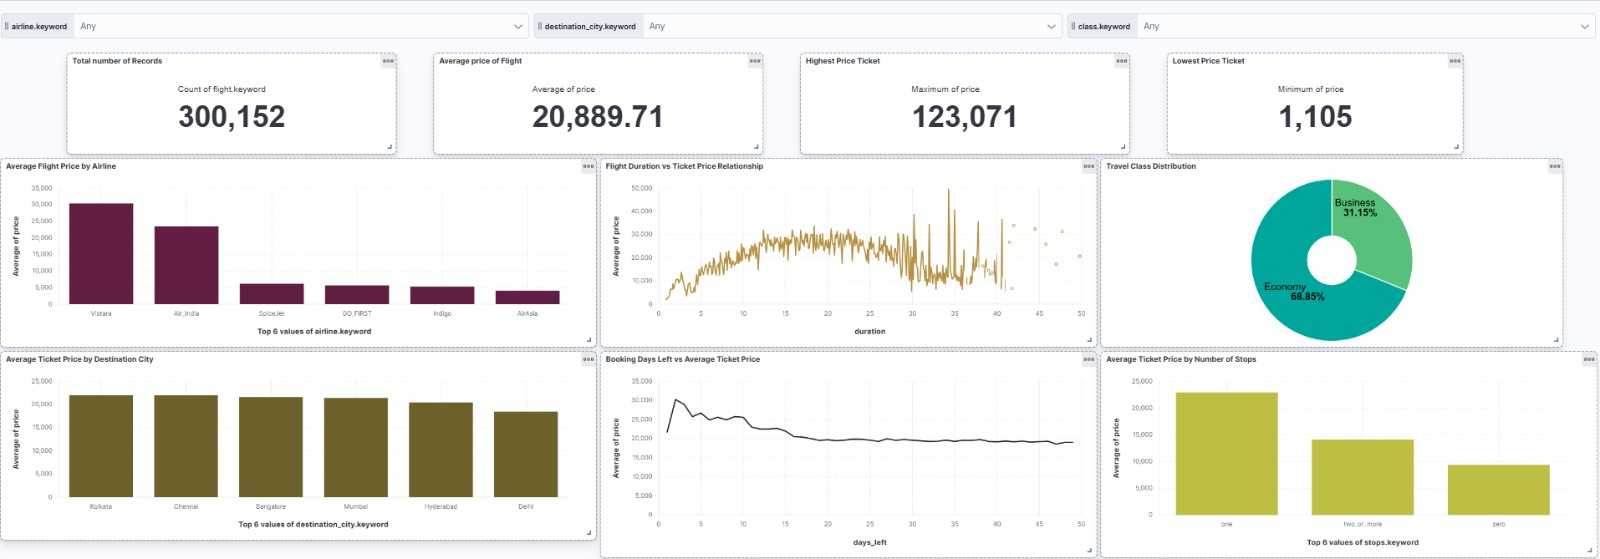 airline.keyword Any
destination_city.keyword Any
class.keyword Any
Total number of Records
Count of flight.keyword
300,152
Average price of Flight
Average of price
20,889.71
Highest Price Ticket
Maximum of price
123,071
Lowest Price Ticket
Minimum of price
1,105
Average Flight Price by Airline
Average of price
35,000
30,000
25,000
20,000
15,000
10,000
5,000
0
Vistara
Air_India
SpiceJet
GO_FIRST
Indigo
AirAsia
Top 6 values of airline.keyword
Flight Duration vs Ticket Price Relationship
Average of price
50,000
40,000
30,000
20,000
10,000
0
0
5
10
15
20
25
30
35
40
45
50
duration
Travel Class Distribution
Business
31.15%
Economy
68.85%
Average Ticket Price by Destination City
Average of price
25,000
20,000
15,000
10,000
5,000
0
Kolkata
Chennai
Bangalore
Mumbai
Hyderabad
Delhi
Top 6 values of destination_city.keyword
Booking Days Left vs Average Ticket Price
Average of price
35,000
30,000
25,000
20,000
15,000
10,000
5,000
0
0
5
10
15
20
25
30
35
40
45
50
days_left
Average Ticket Price by Number of Stops
Average of price
25,000
20,000
15,000
10,000
5,000
0
one
two_or_more
zero
Top 6 values of stops.keyword